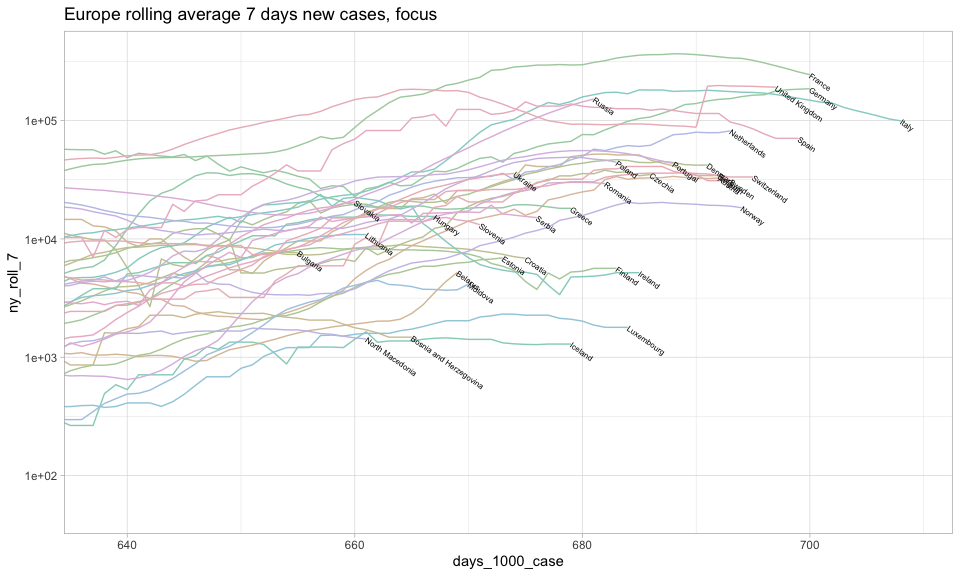 Europe rolling average 7 days new cases, focus
ny_roll_7
1e+05
1e+04
1e+03
1e+02
France
Germany
United Kingdom
Italy
Russia
Spain
Netherlands
Poland
Portugal
Switzerland
Ukraine
Czechia
Romania
Norway
Slovakia
Hungary
Greece
Serbia
Slovenia
Lithuania
Bulgaria
Estonia
Croatia
Finland
Ireland
Belarus
Moldova
Luxembourg
Iceland
North Macedonia
Bosnia and Herzegovina
640
660
680
700
days_1000_case